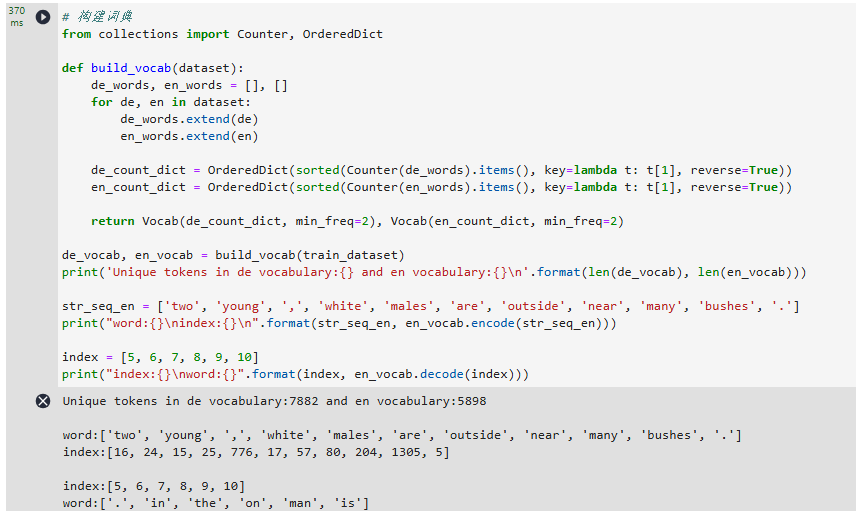 370
ms
# 构建词典
from collections import Counter, OrderedDict
def build_vocab(dataset):
    de_words, en_words = [], []
    for de, en in dataset:
        de_words.extend(de)
        en_words.extend(en)
    de_count_dict = OrderedDict(sorted(Counter(de_words).items(), key=lambda t: t[1], reverse=True))
    en_count_dict = OrderedDict(sorted(Counter(en_words).items(), key=lambda t: t[1], reverse=True))
    return Vocab(de_count_dict, min_freq=2), Vocab(en_count_dict, min_freq=2)
de_vocab, en_vocab = build_vocab(train_dataset)
print('Unique tokens in de vocabulary:{} and en vocabulary:{}\n'.format(len(de_vocab), len(en_vocab)))
str_seq_en = ['two', 'young', ',', 'white', 'males', 'are', 'outside', 'near', 'many', 'bushes', '.']
print("word:{}\nindex:{}\n".format(str_seq_en, en_vocab.encode(str_seq_en)))
index = [5, 6, 7, 8, 9, 10]
print("index:{}\nword:{}".format(index, en_vocab.decode(index)))
Unique tokens in de vocabulary:7882 and en vocabulary:5898
word:['two', 'young', ',', 'white', 'males', 'are', 'outside', 'near', 'many', 'bushes', '.']
index:[16, 24, 15, 25, 776, 17, 57, 80, 204, 1305, 5]
index:[5, 6, 7, 8, 9, 10]
word:['.', 'in', 'the', 'on', 'man', 'is']